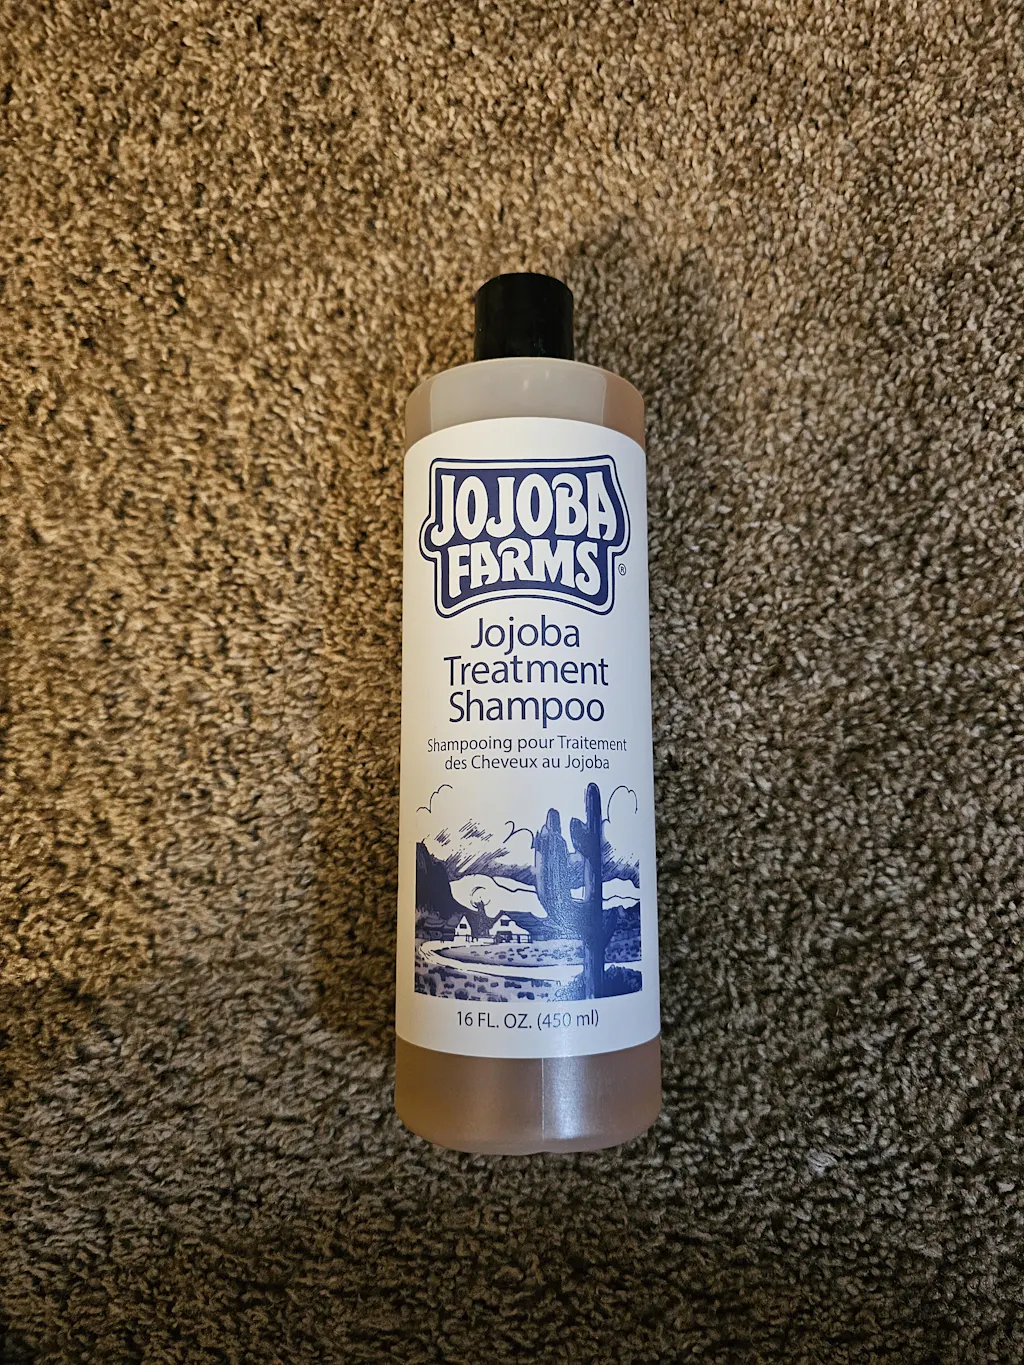 JOJOBA
FARMS®
Jojoba
Treatment
Shampoo
Shampooing pour Traitement
des Cheveux au Jojoba
16 FL. OZ. (450 ml)